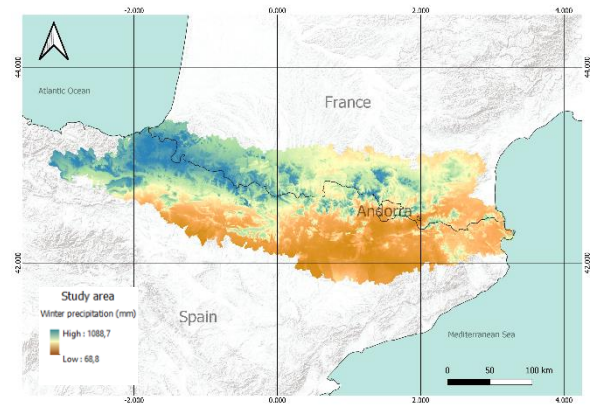 -2.000 0.000 2.000 4.000
44.000 44.000
Atlantic Ocean
France
Andorra
42.000 42.000
Study area
Winter precipitation (mm)
High : 1088,7
Low : 68,8
Spain
Mediterranean Sea
0 50 100 km
-2.000 0.000 2.000 4.000